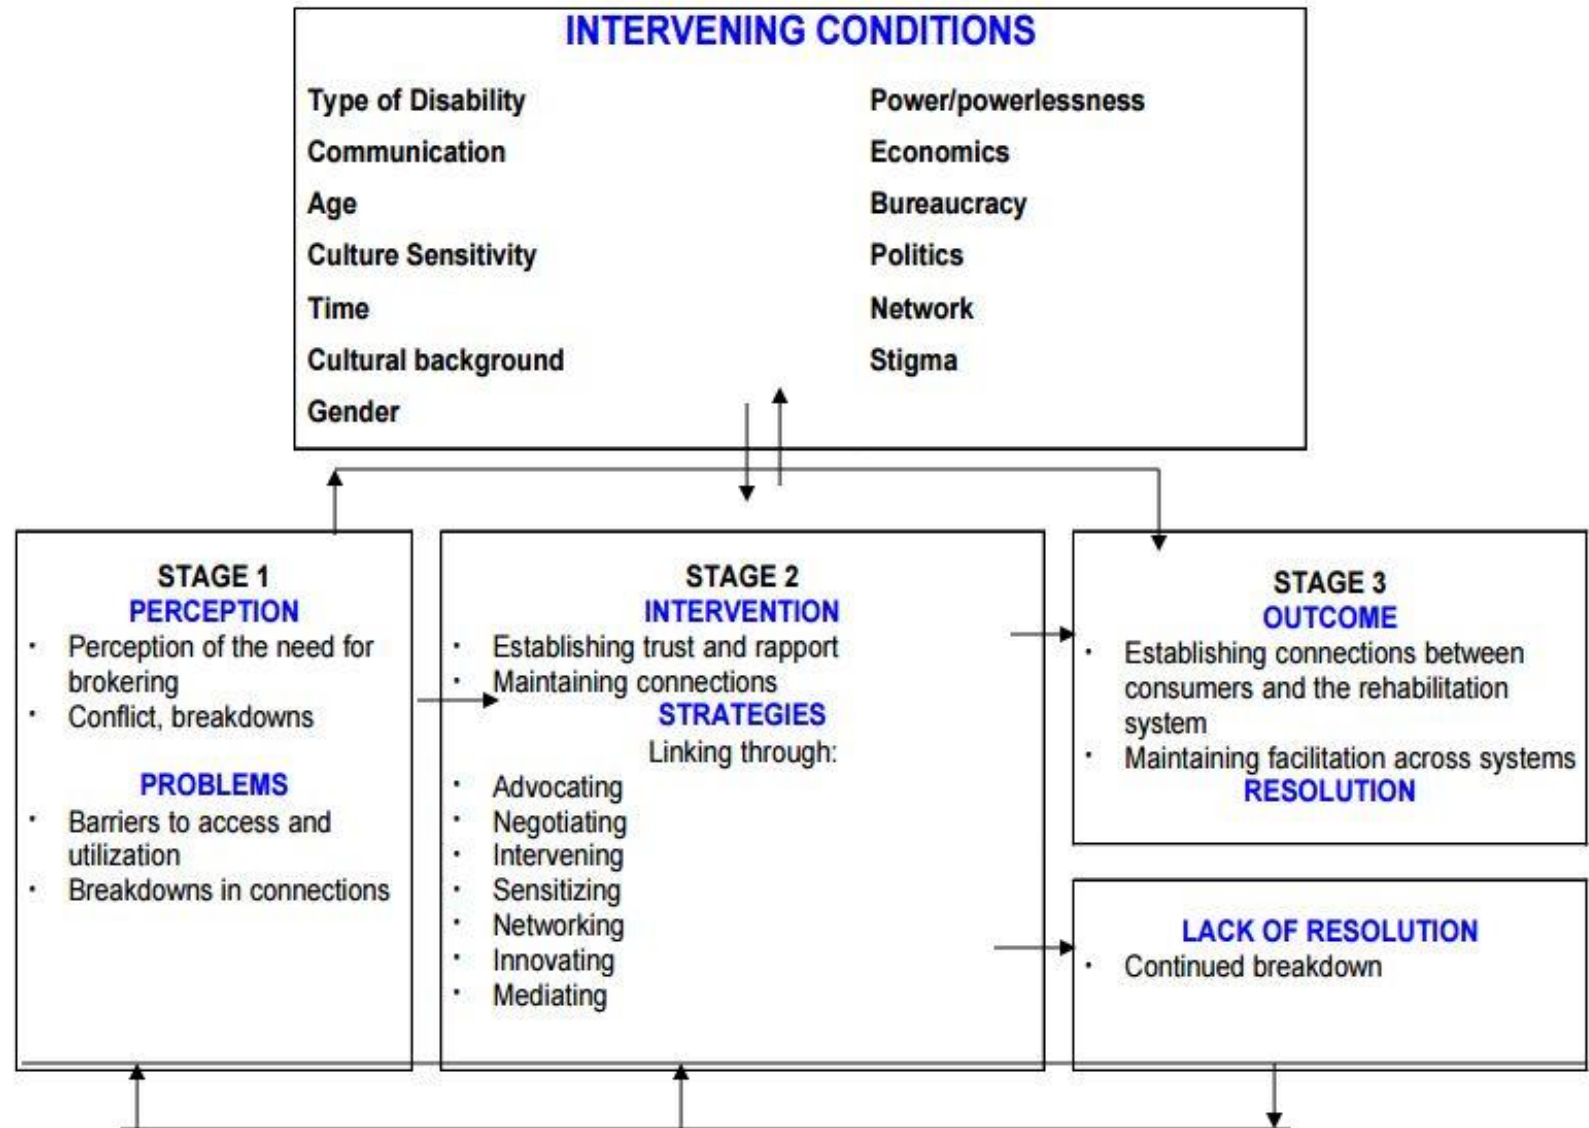 INTERVENING CONDITIONS
Type of Disability
Communication
Age
Culture Sensitivity
Time
Cultural background
Gender
Power/powerlessness
Economics
Bureaucracy
Politics
Network
Stigma
STAGE 1
PERCEPTION
· Perception of the need for
brokering
· Conflict, breakdowns
PROBLEMS
· Barriers to access and
utilization
· Breakdowns in connections
STAGE 2
INTERVENTION
· Establishing trust and rapport
· Maintaining connections
STRATEGIES
Linking through:
· Advocating
· Negotiating
· Intervening
· Sensitizing
· Networking
· Innovating
· Mediating
STAGE 3
OUTCOME
· Establishing connections between
consumers and the rehabilitation
system
· Maintaining facilitation across systems
RESOLUTION
LACK OF RESOLUTION
· Continued breakdown